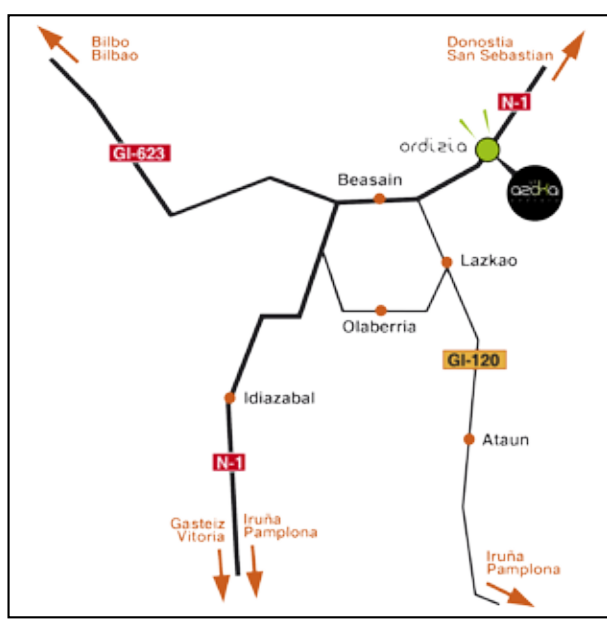 Bilbo
Bilbao
Donostia
San Sebastian
N-1
GI-623
ordizia
Beasain
azoka
Lazkao
Olaberria
GI-120
Idiazabal
Ataun
N-1
Gasteiz
Vitoria
Iruña
Pamplona
Iruña
Pamplona